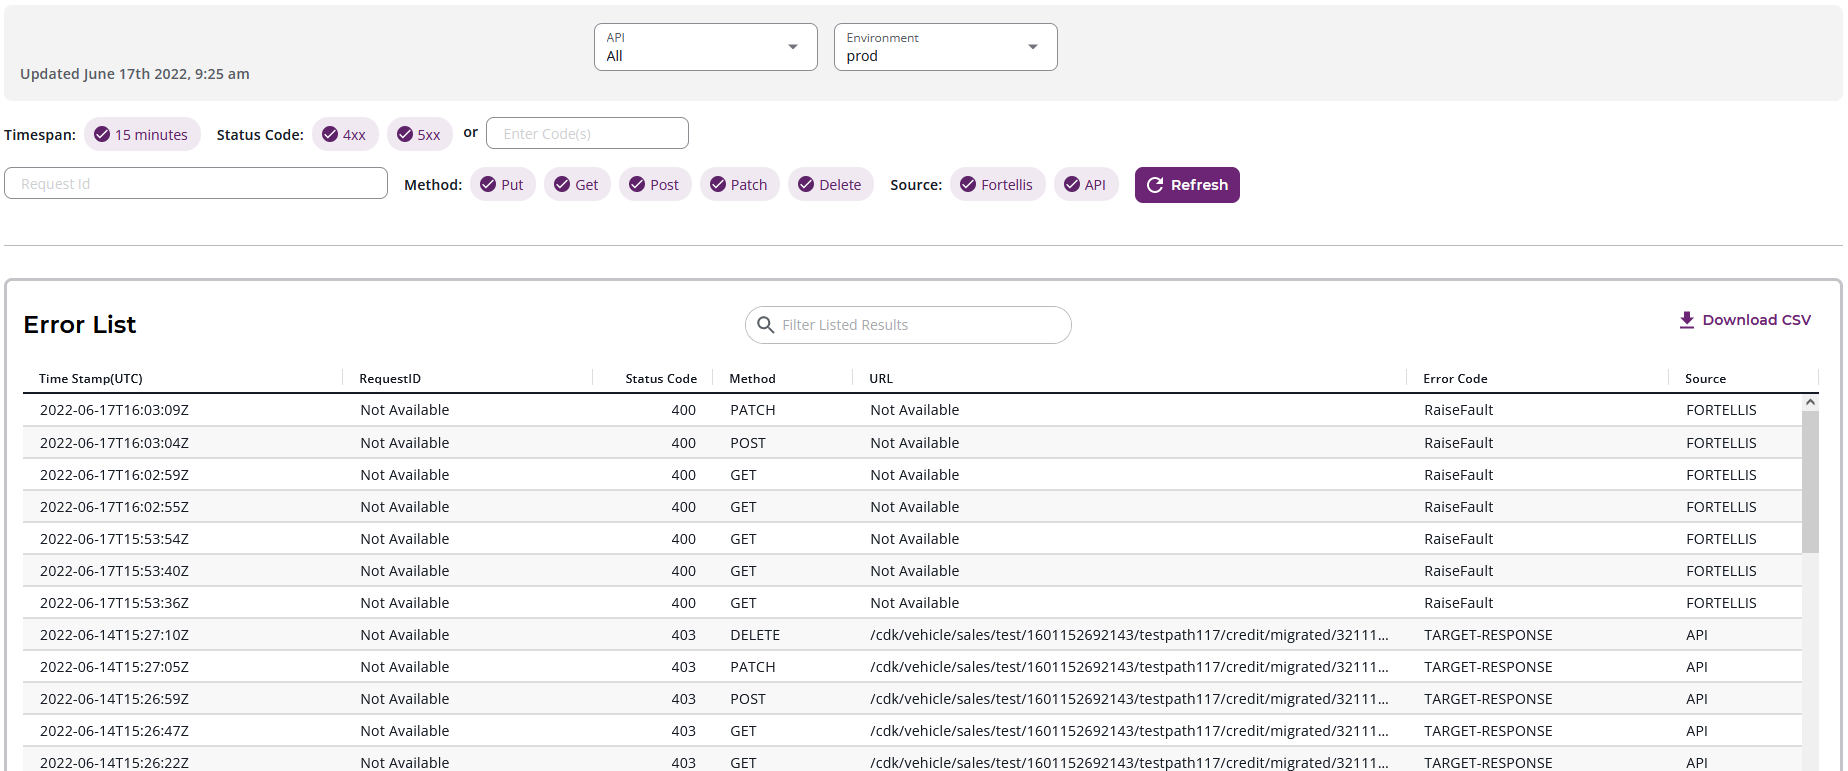 API
All
Environment
prod
Updated June 17th 2022, 9:25 am
Timespan: 15 minutes Status Code: 4xx 5xx or Enter Code(s)
Request Id Method: Put Get Post Patch Delete Source: Fortellis API Refresh
Error List Filter Listed Results Download CSV
Time Stamp(UTC) RequestID Status Code Method URL Error Code Source
2022-06-17T16:03:09Z Not Available 400 PATCH Not Available RaiseFault FORTELLIS
2022-06-17T16:03:04Z Not Available 400 POST Not Available RaiseFault FORTELLIS
2022-06-17T16:02:59Z Not Available 400 GET Not Available RaiseFault FORTELLIS
2022-06-17T16:02:55Z Not Available 400 GET Not Available RaiseFault FORTELLIS
2022-06-17T15:53:54Z Not Available 400 GET Not Available RaiseFault FORTELLIS
2022-06-17T15:53:40Z Not Available 400 GET Not Available RaiseFault FORTELLIS
2022-06-17T15:53:36Z Not Available 400 GET Not Available RaiseFault FORTELLIS
2022-06-14T15:27:10Z Not Available 403 DELETE /cdk/vehicle/sales/test/1601152692143/testpath117/credit/migrated/32111... TARGET-RESPONSE API
2022-06-14T15:27:05Z Not Available 403 PATCH /cdk/vehicle/sales/test/1601152692143/testpath117/credit/migrated/32111... TARGET-RESPONSE API
2022-06-14T15:26:59Z Not Available 403 POST /cdk/vehicle/sales/test/1601152692143/testpath117/credit/migrated/32111... TARGET-RESPONSE API
2022-06-14T15:26:47Z Not Available 403 GET /cdk/vehicle/sales/test/1601152692143/testpath117/credit/migrated/32111... TARGET-RESPONSE API
2022-06-14T15:26:22Z Not Available 403 GET /cdk/vehicle/sales/test/1601152692143/testpath117/credit/migrated/32111... TARGET-RESPONSE API